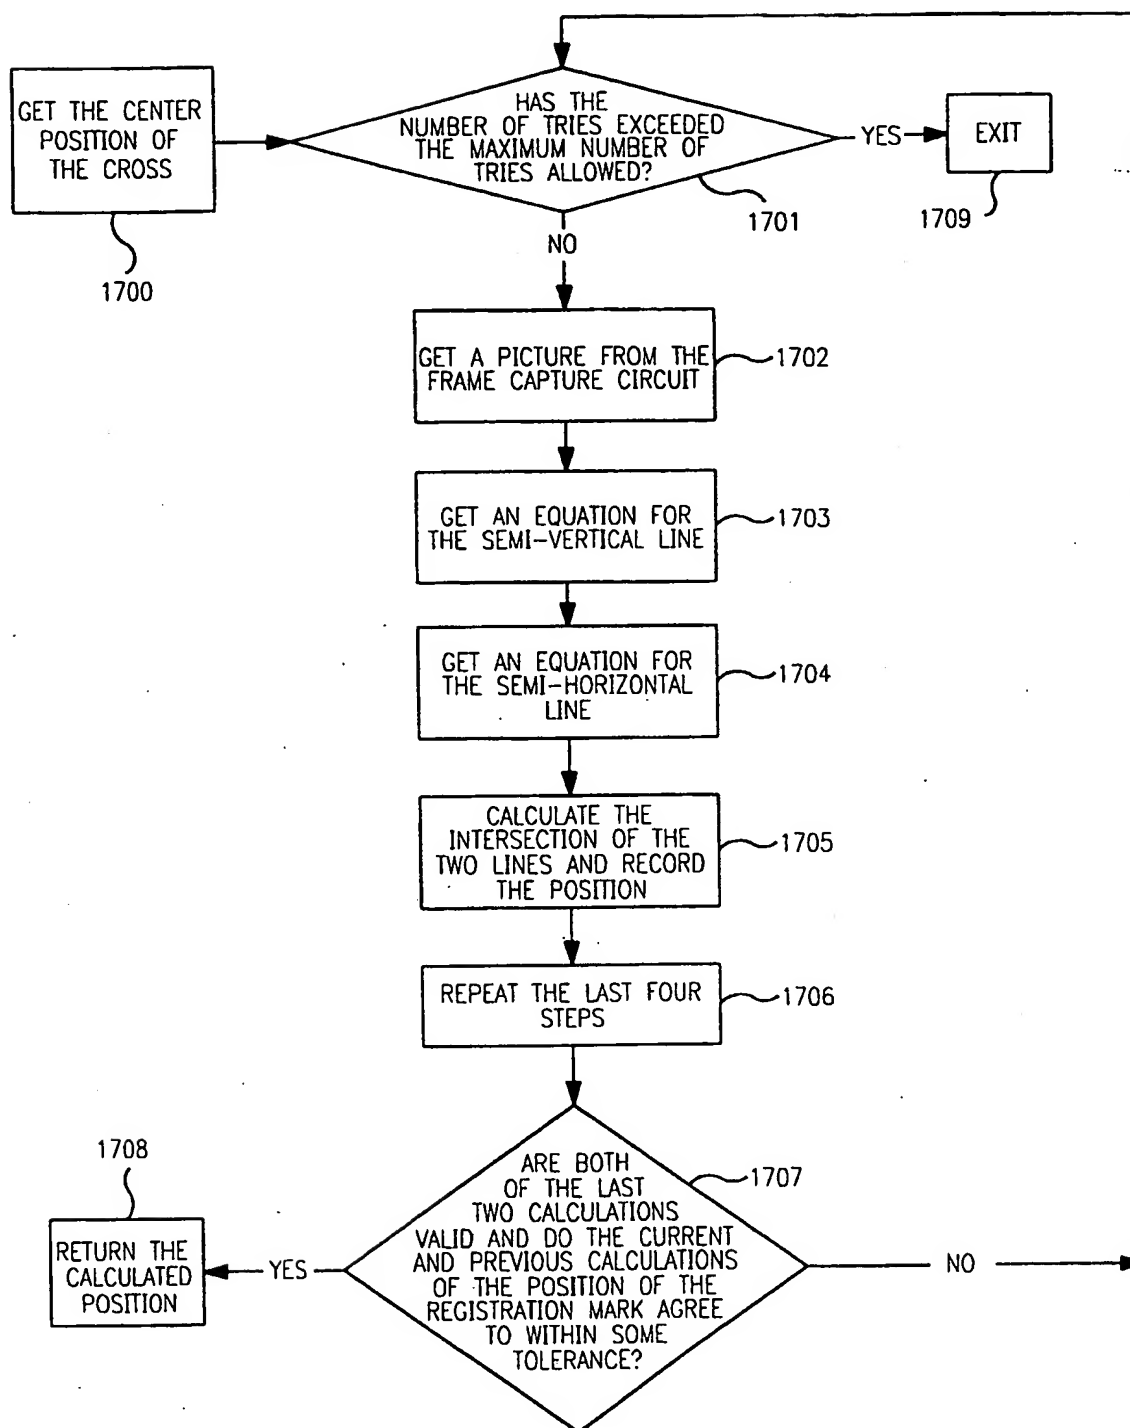 GET THE CENTER
POSITION OF
THE CROSS
1700
HAS THE
NUMBER OF TRIES EXCEEDED
THE MAXIMUM NUMBER OF
TRIES ALLOWED?
1701
YES
EXIT
1709
NO
GET A PICTURE FROM THE
FRAME CAPTURE CIRCUIT
1702
GET AN EQUATION FOR
THE SEMI-VERTICAL LINE
1703
GET AN EQUATION FOR
THE SEMI-HORIZONTAL
LINE
1704
CALCULATE THE
INTERSECTION OF THE
TWO LINES AND RECORD
THE POSITION
1705
REPEAT THE LAST FOUR
STEPS
1706
ARE BOTH
OF THE LAST
TWO CALCULATIONS
VALID AND DO THE CURRENT
AND PREVIOUS CALCULATIONS
OF THE POSITION OF THE
REGISTRATION MARK AGREE
TO WITHIN SOME
TOLERANCE?
1707
YES
1708
RETURN THE
CALCULATED
POSITION
NO